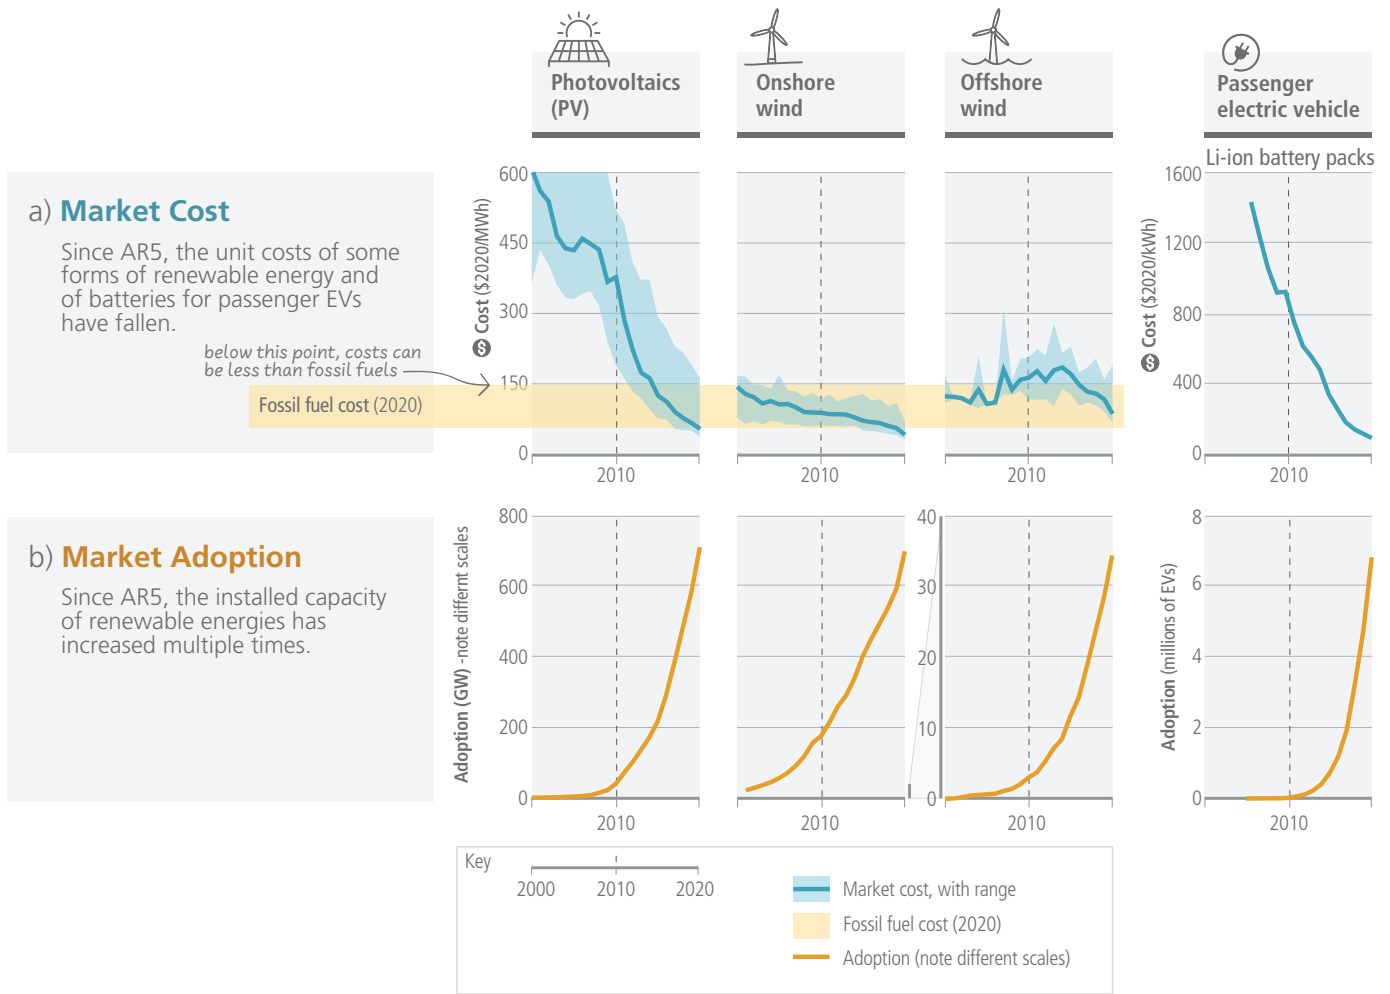 Photovoltaics
(PV)
Onshore
wind
Offshore
wind
Passenger
electric vehicle
Li-ion battery packs
a) Market Cost
Since AR5, the unit costs of some
forms of renewable energy and
of batteries for passenger EVs
have fallen.
below this point, costs can
be less than fossil fuels
Fossil fuel cost (2020)
$ Cost ($2020/MWh)
600
450
300
150
0
2010
2010
2010
$ Cost ($2020/kWh)
1600
1200
800
400
0
2010
b) Market Adoption
Since AR5, the installed capacity
of renewable energies has
increased multiple times.
Adoption (GW) -note differnt scales
800
600
400
200
0
2010
2010
40
30
20
10
0
2010
Adoption (millions of EVs)
8
6
4
2
0
2010
Key
2000 2010 2020
Market cost, with range
Fossil fuel cost (2020)
Adoption (note different scales)